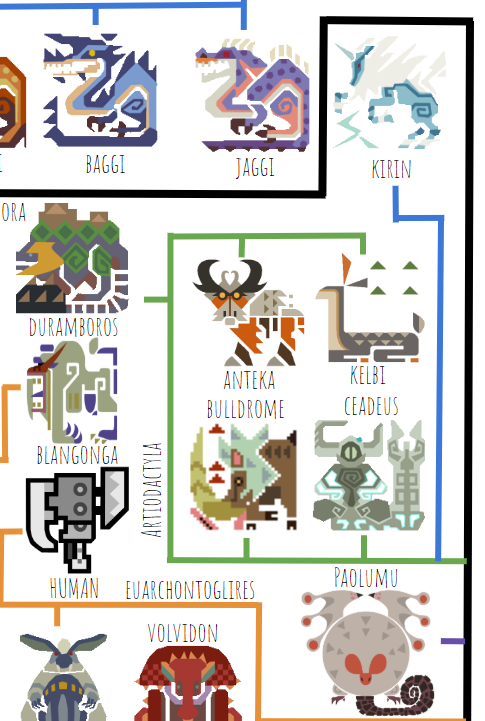 BAGGI
JAGGI
KIRIN
ORA
DURAMBOROS
ANTEKA
KELBI
BULLDROME
CEADEUS
BLANGONGA
ARTIODACTYLA
HUMAN
EUARCHONTOGLIRES
PAOLUMU
VOLVIDON